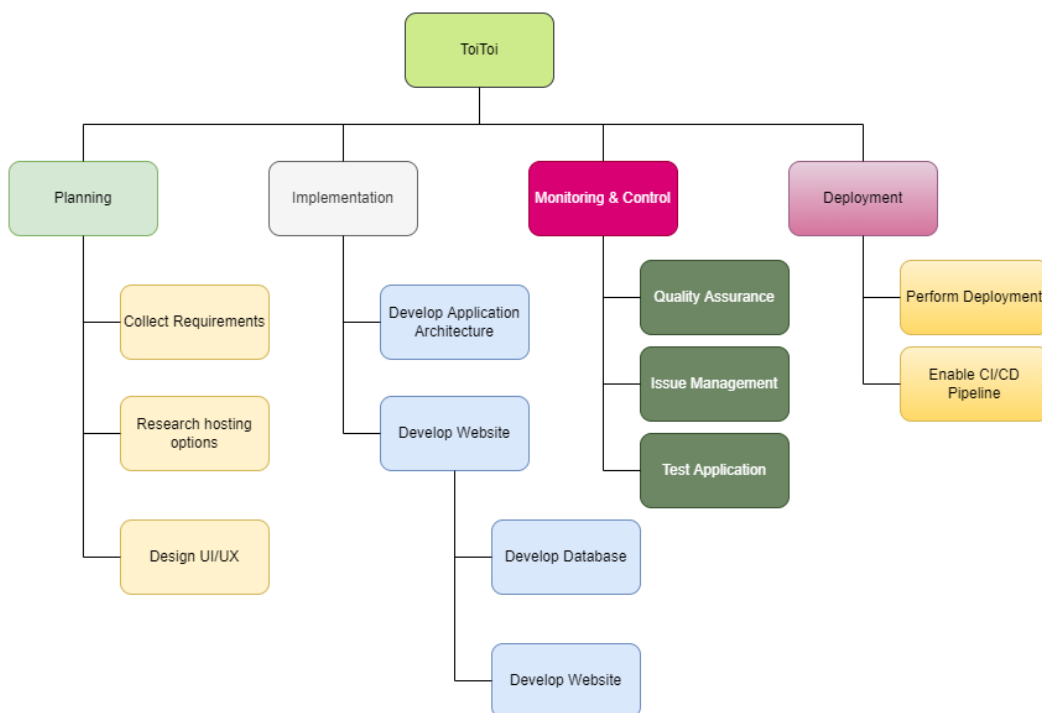 ToiToi
Planning
Implementation
Monitoring & Control
Deployment
Collect Requirements
Research hosting
options
Design UI/UX
Develop Application
Architecture
Develop Website
Develop Database
Develop Website
Quality Assurance
Issue Management
Test Application
Perform Deployment
Enable CI/CD
Pipeline